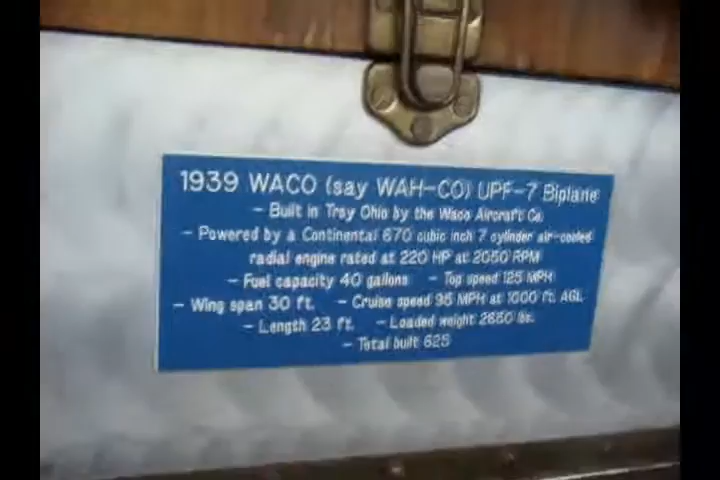 1939 WACO (say WAH-CO) UPF-7 Biplane
- Built in Troy Ohio by the Waco Aircraft Co.
- Powered by a Continental 670 cubic inch 7 cylinder air-cooled
radial engine rated at 220 HP at 2050 RPM
- Fuel capacity 40 gallons - Top speed 125 MPH
- Wing span 30 ft. - Cruise speed 95 MPH at 1000 ft. AGL
- Length 23 ft. - Loaded weight 2650 lbs.
- Total built 625